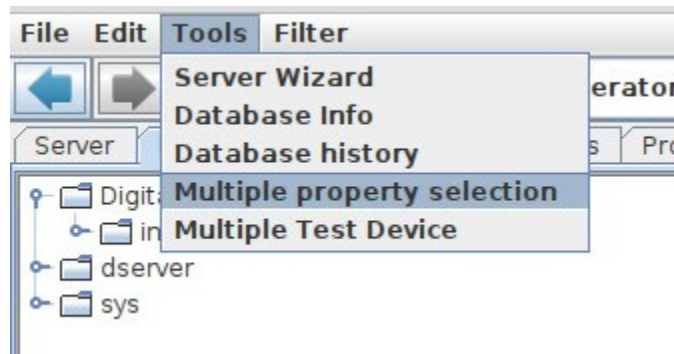 File Edit Tools Filter
Server Wizard
Database Info
Database history
Multiple property selection
Multiple Test Device
Server
dserver
sys